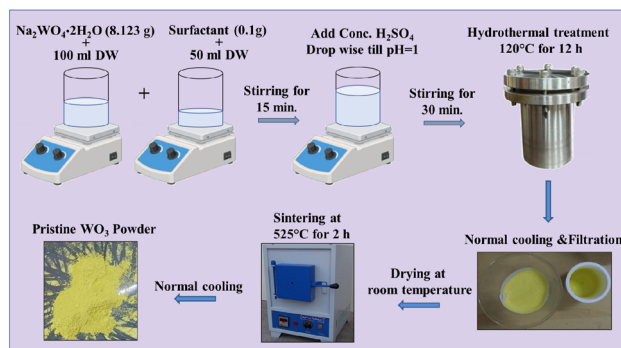 Na₂WO₄·2H₂O (8.123 g)
+
100 ml DW
+
Surfactant (0.1g)
+
50 ml DW
Stirring for
15 min.
Add Conc. H₂SO₄
Drop wise till pH=1
Stirring for
30 min.
Hydrothermal treatment
120°C for 12 h
Normal cooling &Filtration
Drying at
room temperature
Sintering at
525°C for 2 h
Normal cooling
Pristine WO₃ Powder